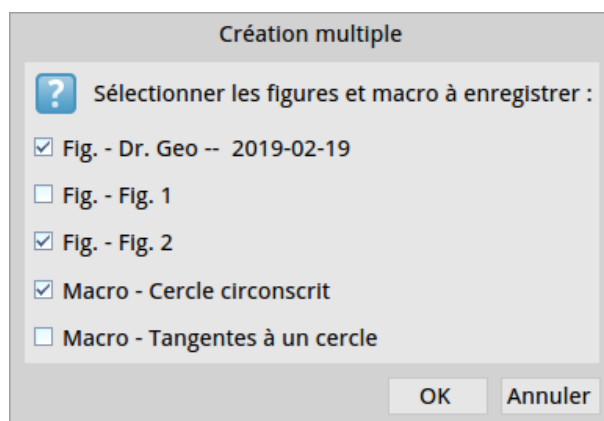 Création multiple
Sélectionner les figures et macro à enregistrer :
Fig. - Dr. Geo -- 2019-02-19
Fig. - Fig. 1
Fig. - Fig. 2
Macro - Cercle circonscrit
Macro - Tangentes à un cercle
OK Annuler